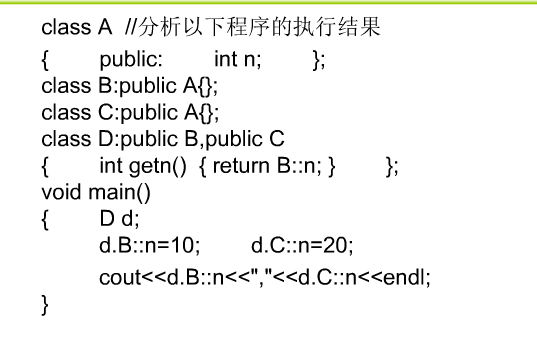 class A //分析以下程序的执行结果
{ public: int n; };
class B:public A{};
class C:public A{};
class D:public B,public C
{ int getn() { return B::n; } };
void main()
{ D d;
d.B::n=10; d.C::n=20;
cout<<d.B::n<<","<<d.C::n<<endl;
}